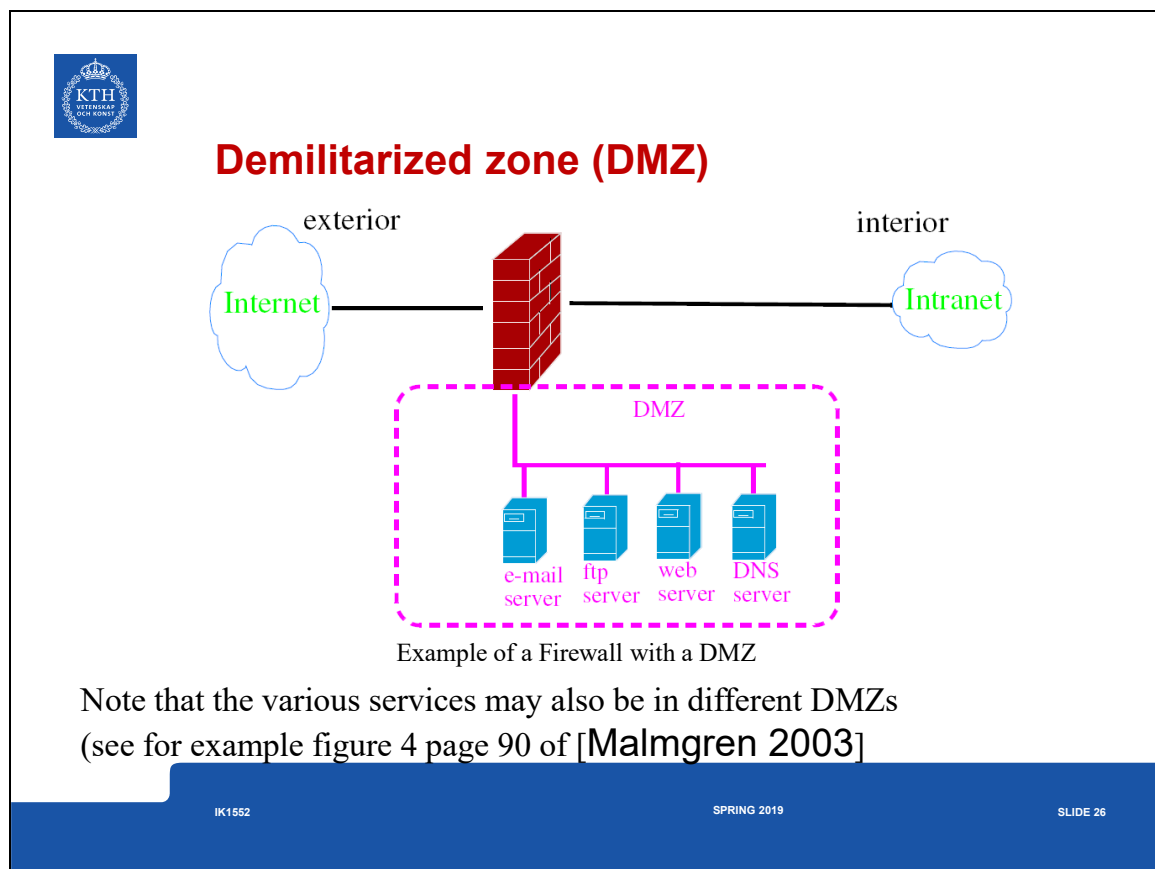 KTH
VETENSKAP
OCH KONST
Demilitarized zone (DMZ)
exterior
interior
Internet
Intranet
DMZ
e-mail
server
ftp
server
web
server
DNS
server
Example of a Firewall with a DMZ
Note that the various services may also be in different DMZs
(see for example figure 4 page 90 of [Malmgren 2003]
IK1552
SPRING 2019
SLIDE 26